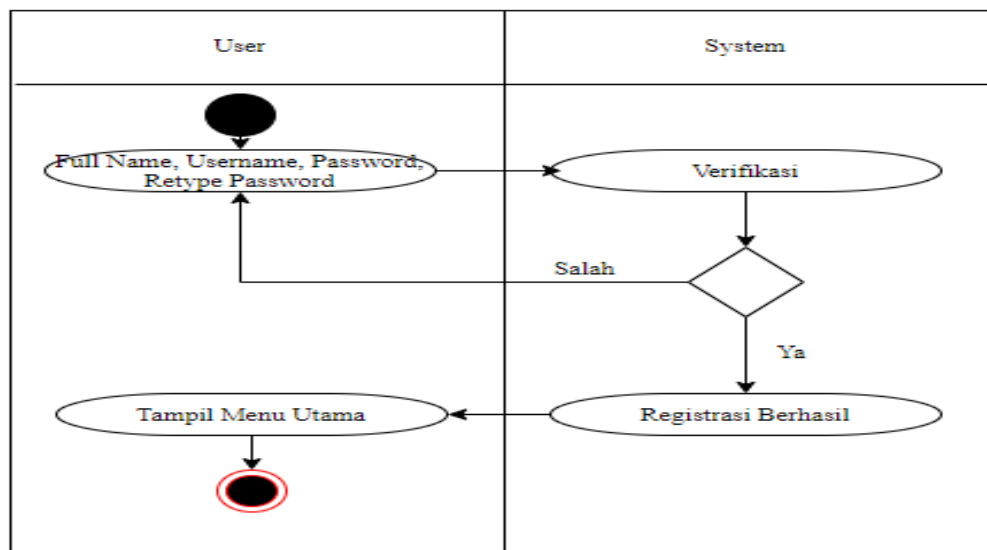 User
System
Full Name, Username, Password,
Retype Password
Verifikasi
Salah
Ya
Tampil Menu Utama
Registrasi Berhasil